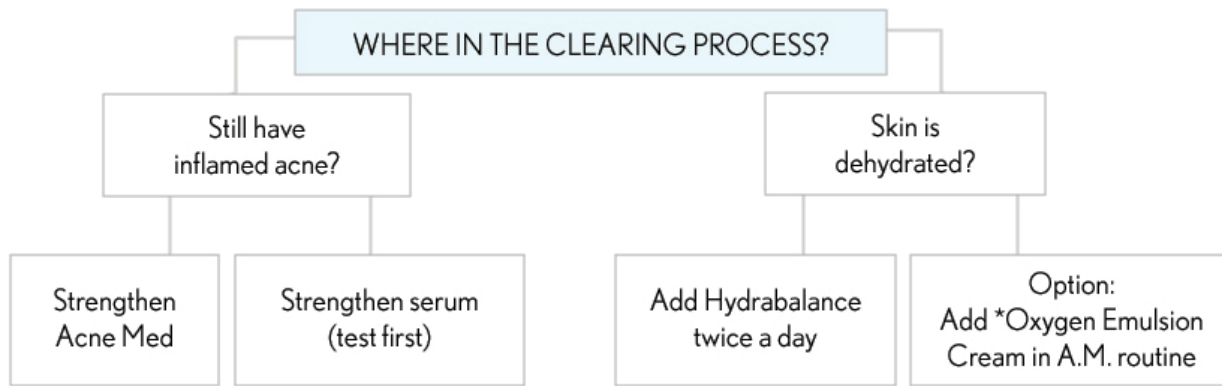 WHERE IN THE CLEARING PROCESS?
Still have
inflamed acne?
Skin is
dehydrated?
Strengthen
Acne Med
Strengthen serum
(test first)
Add Hydrabalance
twice a day
Option:
Add *Oxygen Emulsion
Cream in A.M. routine